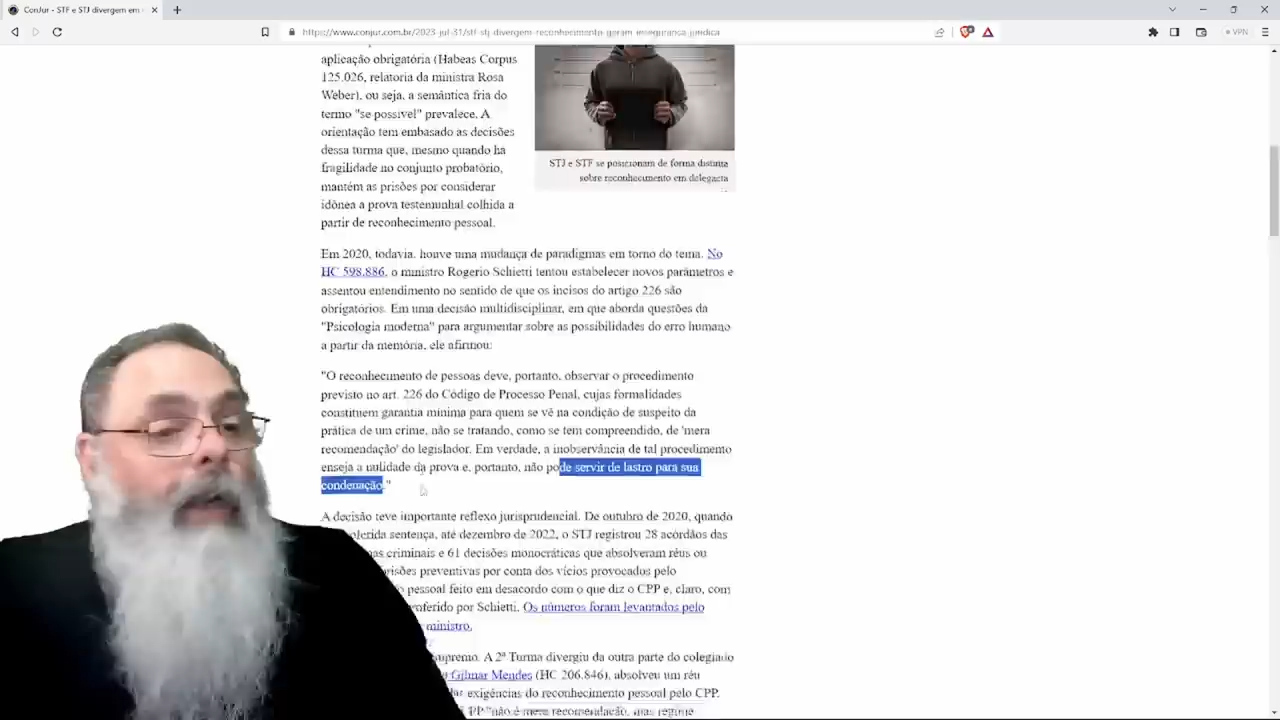 ConJur - STF e STJ divergem em
https://www.conjur.com.br/2023-jul-31/stf-stj-divergem-reconhecimento-geram-inseguranca-juridica
VPN
aplicação obrigatória (Habeas Corpus
125.026, relatoria da ministra Rosa
Weber), ou seja, a semântica fria do
termo "se possível" prevalece. A
orientação tem embasado as decisões
dessa turma que, mesmo quando há
fragilidade no conjunto probatório,
mantém as prisões por considerar
idônea a prova testemunhal colhida a
partir de reconhecimento pessoal.
STJ e STF se posicionam de forma distinta
sobre reconhecimento em delegacia
Em 2020, todavia, houve uma mudança de paradigmas em torno do tema. No
HC 598.886, o ministro Rogerio Schietti tentou estabelecer novos parâmetros e
assentou entendimento no sentido de que os incisos do artigo 226 são
obrigatórios. Em uma decisão multidisciplinar, em que aborda questões da
"Psicologia moderna" para argumentar sobre as possibilidades do erro humano
a partir da memória, ele afirmou:
"O reconhecimento de pessoas deve, portanto, observar o procedimento
previsto no art. 226 do Código de Processo Penal, cujas formalidades
constituem garantia mínima para quem se vê na condição de suspeito da
prática de um crime, não se tratando, como se tem compreendido, de 'mera
recomendação' do legislador. Em verdade, a inobservância de tal procedimento
enseja a nulidade da prova e, portanto, não pode servir de lastro para sua
condenação."
A decisão teve importante reflexo jurisprudencial. De outubro de 2020, quando
oferida sentença, até dezembro de 2022, o STJ registrou 28 acórdãos das
mas criminais e 61 decisões monocráticas que absolveram réus ou
risões preventivas por conta dos vícios provocados pelo
pessoal feito em desacordo com o que diz o CPP e, claro, com
oferido por Schietti. Os números foram levantados pelo
ministro.
upremo. A 2ª Turma divergiu da outra parte do colegiado
Gilmar Mendes (HC 206.846), absolveu um réu
das exigências do reconhecimento pessoal pelo CPP.
PP "não é mera recomendação, mas regime